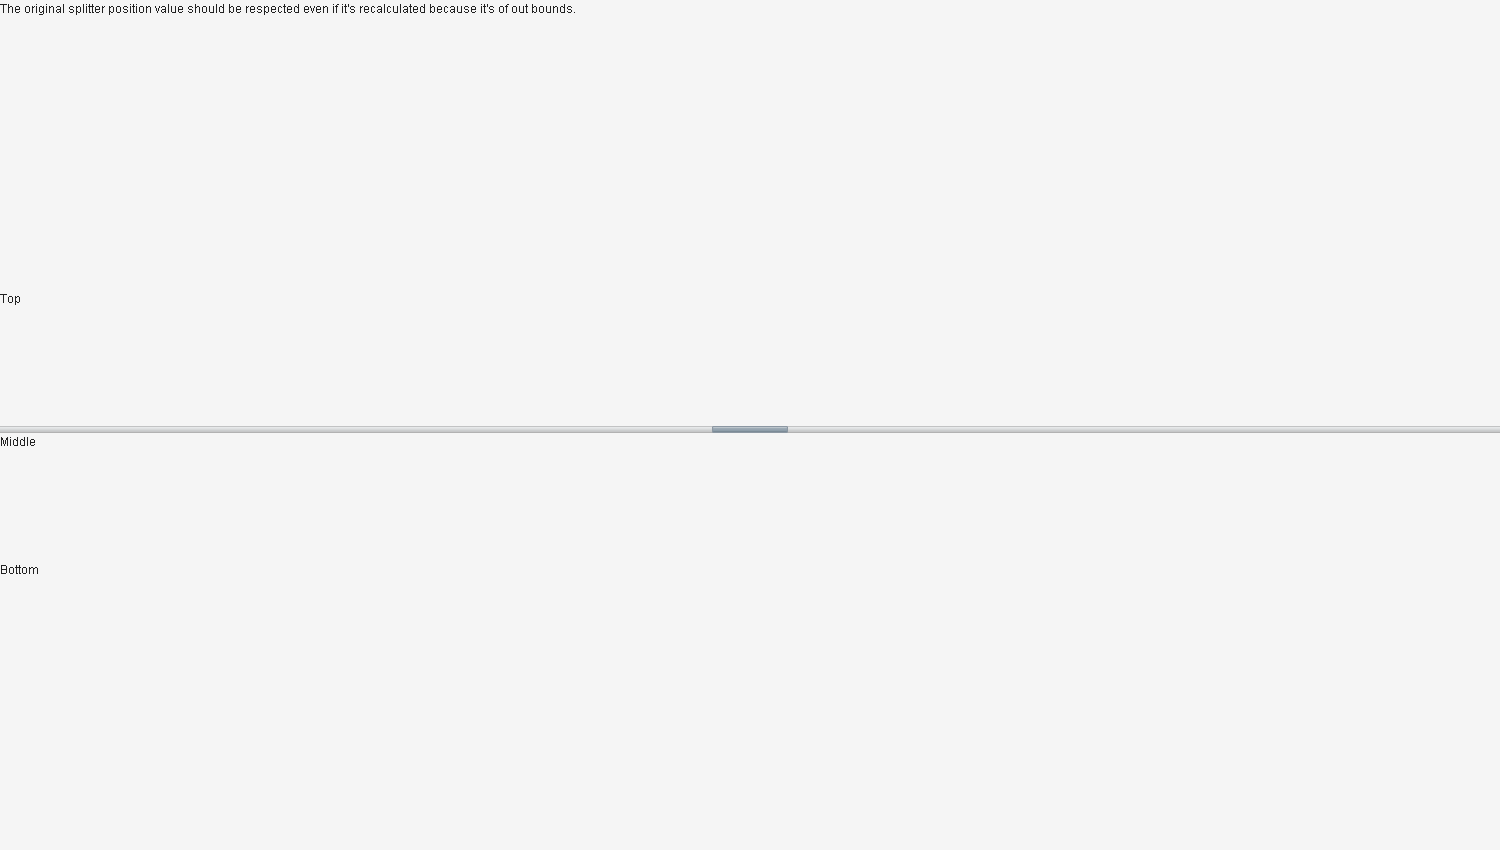 The original splitter position value should be respected even if it's recalculated because it's of out bounds.
Top
Middle
Bottom